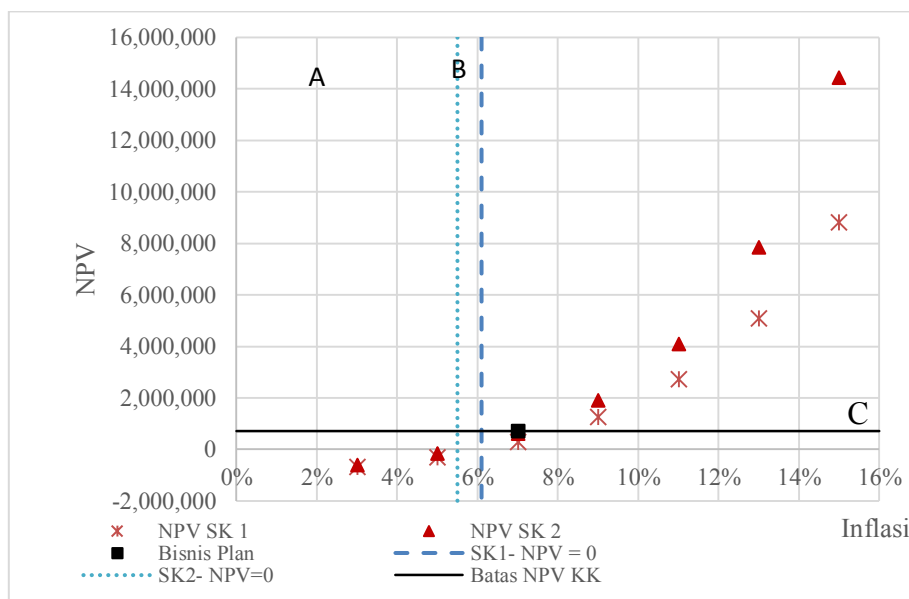 16,000,000
A
B
14,000,000
12,000,000
10,000,000
8,000,000
NPV
6,000,000
4,000,000
2,000,000
C
0
0% 2% 4% 6% 8% 10% 12% 14% 16%
-2,000,000
NPV SK 1 NPV SK 2 Inflasi
Bisnis Plan SK1- NPV = 0
SK2- NPV=0 Batas NPV KK